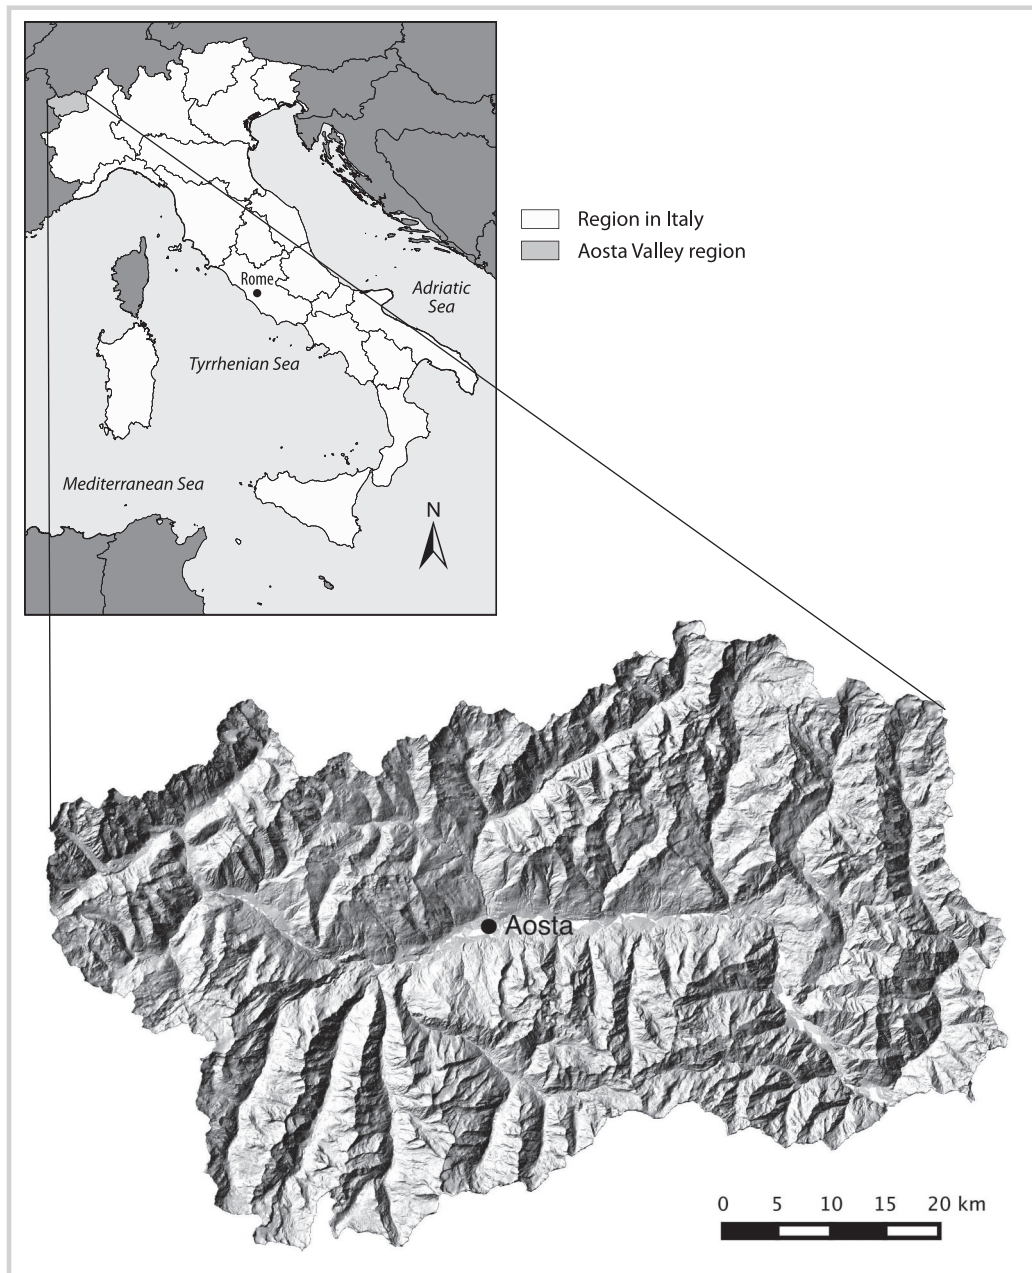 Region in Italy
Aosta Valley region
Rome
Adriatic
Sea
Tyrrhenian Sea
Mediterranean Sea
N
Aosta
0 5 10 15 20 km